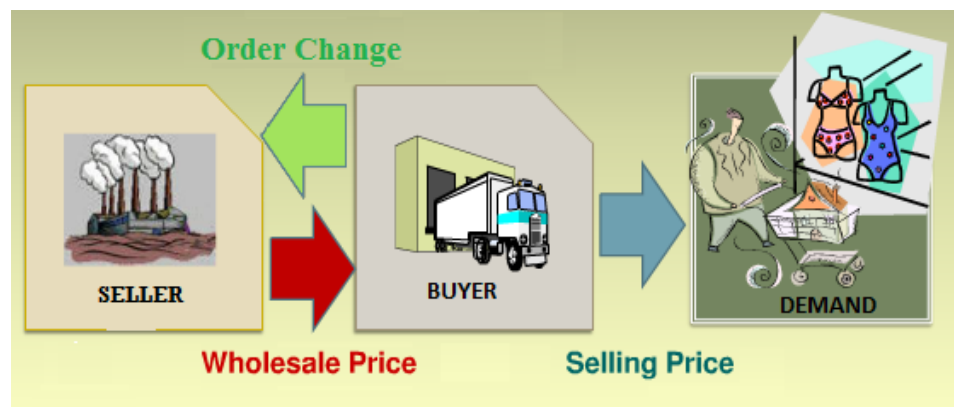 Order Change
SELLER
BUYER
DEMAND
Wholesale Price
Selling Price